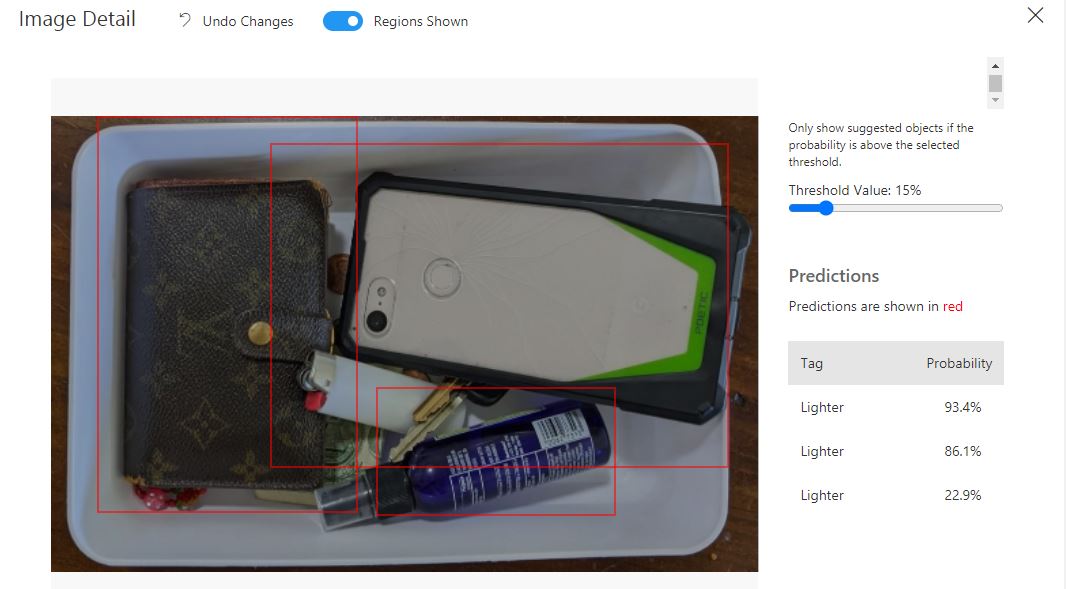 Image Detail
Undo Changes
Regions Shown
Only show suggested objects if the
probability is above the selected
threshold.
Threshold Value: 15%
Predictions
Predictions are shown in red
Tag Probability
Lighter 93.4%
Lighter 86.1%
Lighter 22.9%
POETIC